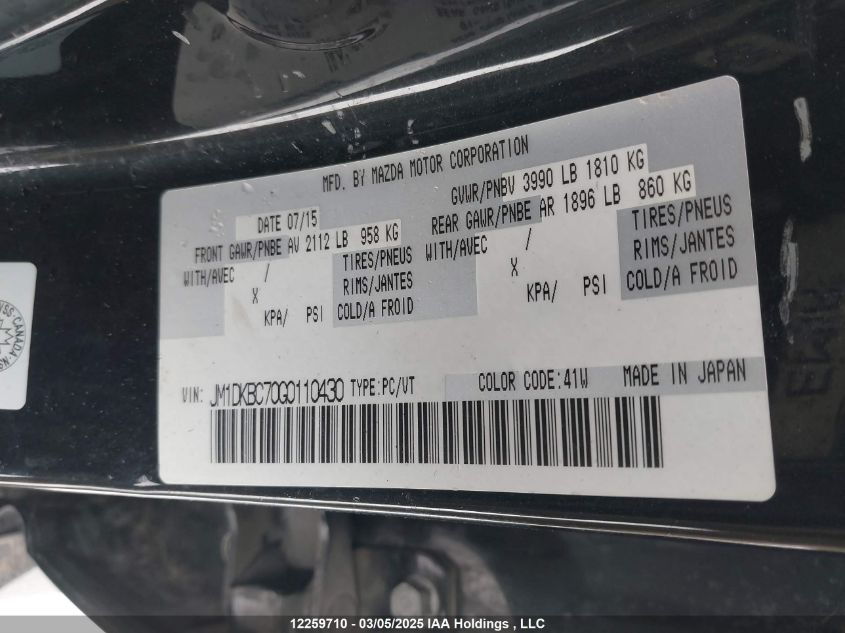 MFD. BY MAZDA MOTOR CORPORATION
DATE 07/15 GVWR/PNBV 3990 LB 1810 KG
FRONT GAWR/PNBE AV 2112 LB 958 KG REAR GAWR/PNBE AR 1896 LB 860 KG
WITH/AVEC / TIRES/PNEUS WITH/AVEC / TIRES/PNEUS
X RIMS/JANTES X RIMS/JANTES
KPA/ PSI COLD/A FROID KPA/ PSI COLD/A FROID
VIN: JM1DKBC70G0110430 TYPE:PC/VT COLOR CODE:41W MADE IN JAPAN
CANADA
12259710 - 03/05/2025 IAA Holdings , LLC